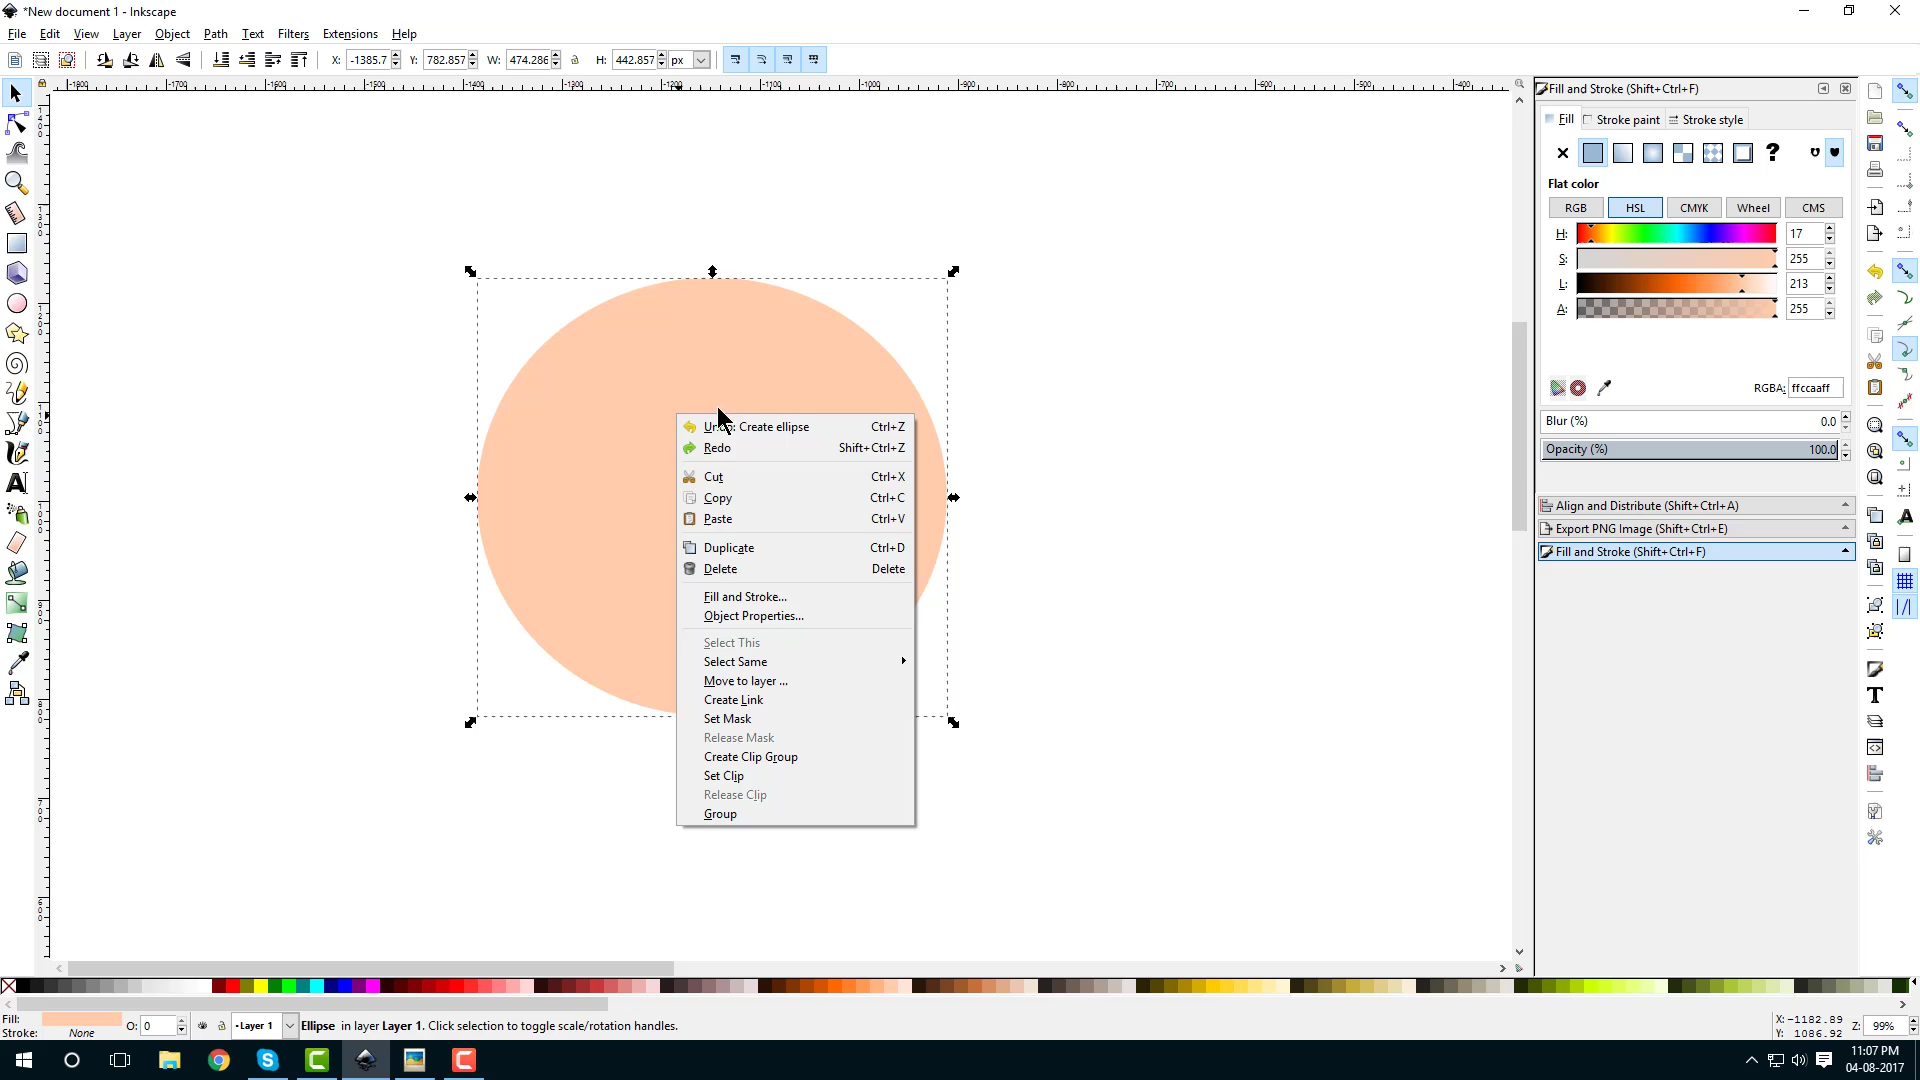 *New document 1 - Inkscape
File Edit View Layer Object Path Text Filters Extensions Help
X: -1385.7 Y: 782.857 W: 474.286 H: 442.857 px
Fill and Stroke (Shift+Ctrl+F)
Fill Stroke paint Stroke style
Flat color
RGB HSL CMYK Wheel CMS
H: 17
S: 255
L: 213
A: 255
RGBA: ffccaaff
Blur (%) 0.0
Opacity (%) 100.0
Align and Distribute (Shift+Ctrl+A)
Export PNG Image (Shift+Ctrl+E)
Fill and Stroke (Shift+Ctrl+F)
Create ellipse Ctrl+Z
Redo Shift+Ctrl+Z
Cut Ctrl+X
Copy Ctrl+C
Paste Ctrl+V
Duplicate Ctrl+D
Delete Delete
Fill and Stroke...
Object Properties...
Select This
Select Same
Move to layer ...
Create Link
Set Mask
Release Mask
Create Clip Group
Set Clip
Release Clip
Group
Fill:
Stroke: None
O: 0
Layer 1
Ellipse in layer Layer 1. Click selection to toggle scale/rotation handles.
X: -1182.89
Y: 1086.92
Z: 99%
11:07 PM
04-08-2017